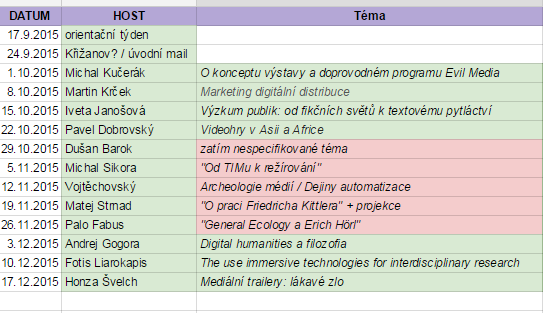 DATUM HOST Téma
17.9.2015 orientační týden
24.9.2015 Křižanov? / úvodní mail
1.10.2015 Michal Kučerák O konceptu výstavy a doprovodném programu Evil Media
8.10.2015 Martin Krček Marketing digitální distribuce
15.10.2015 Iveta Janošová Výzkum publik: od fikčních světů k textovému pytláctví
22.10.2015 Pavel Dobrovský Videohry v Asii a Africe
29.10.2015 Dušan Barok zatím nespecifikované téma
5.11.2015 Michal Sikora "Od TIMu k režírování"
12.11.2015 Vojtěchovský Archeologie médií / Dejiny automatizace
19.11.2015 Matej Strnad "O praci Friedricha Kittlera" + projekce
26.11.2015 Palo Fabus "General Ecology a Erich Hörl"
3.12.2015 Andrej Gogora Digital humanities a filozofia
10.12.2015 Fotis Liarokapis The use immersive technologies for interdisciplinary research
17.12.2015 Honza Švelch Mediální trailery: lákavé zlo